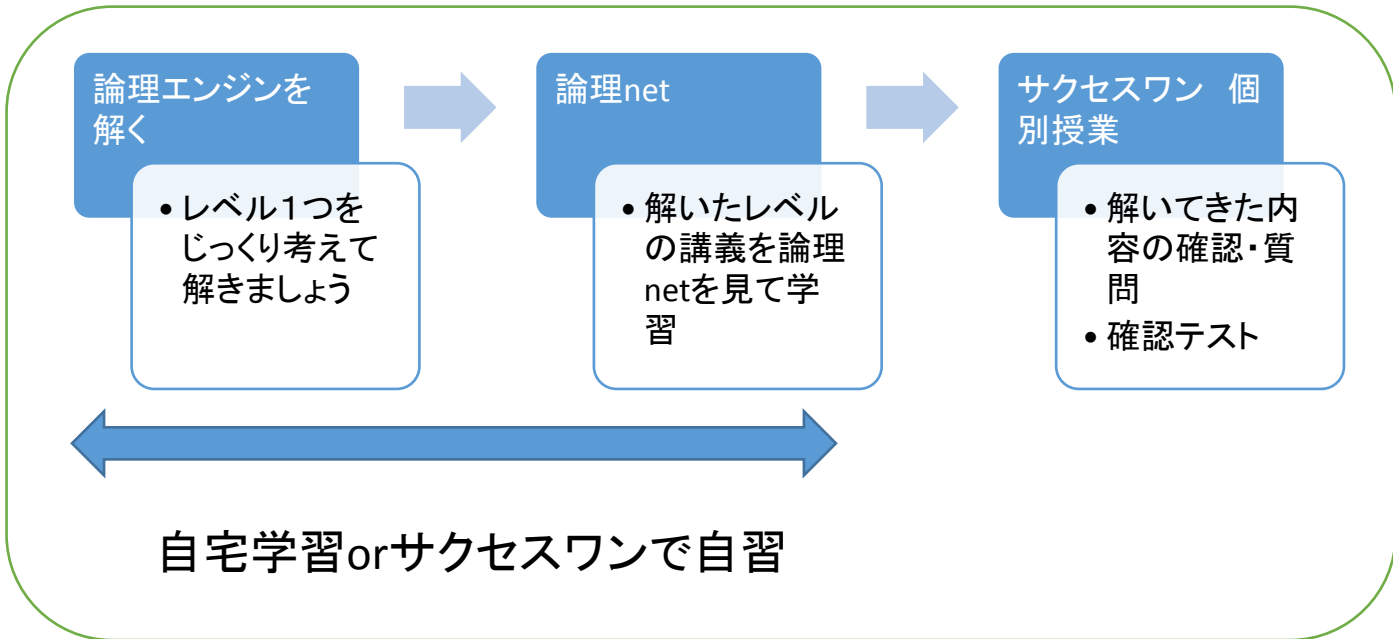 論理エンジンを
解く
• レベル１つを
じっくり考えて
解きましょう
論理net
• 解いたレベル
の講義を論理
netを見て学
習
サクセスワン　個
別授業
• 解いてきた内
容の確認・質
問
• 確認テスト
自宅学習orサクセスワンで自習